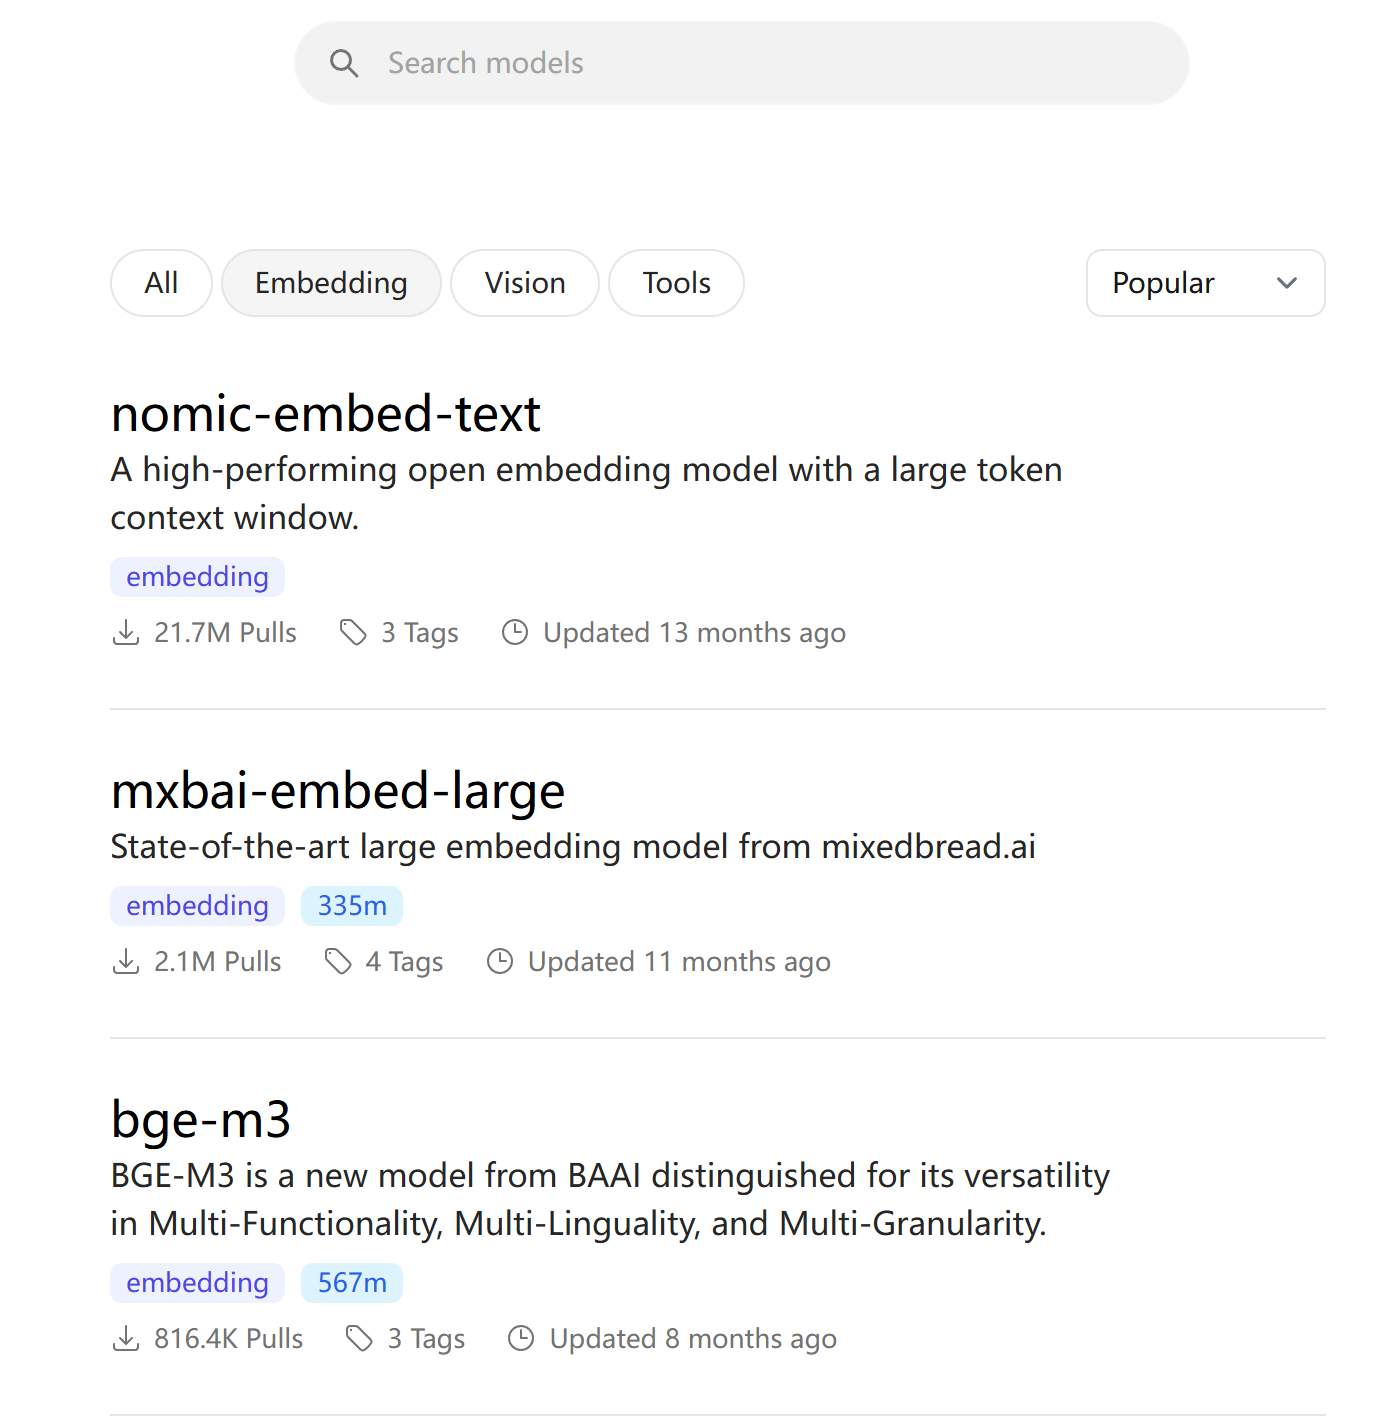 Search models
All Embedding Vision Tools Popular
nomic-embed-text
A high-performing open embedding model with a large token
context window.
embedding
21.7M Pulls 3 Tags Updated 13 months ago
mxbai-embed-large
State-of-the-art large embedding model from mixedbread.ai
embedding 335m
2.1M Pulls 4 Tags Updated 11 months ago
bge-m3
BGE-M3 is a new model from BAAI distinguished for its versatility
in Multi-Functionality, Multi-Linguality, and Multi-Granularity.
embedding 567m
816.4K Pulls 3 Tags Updated 8 months ago